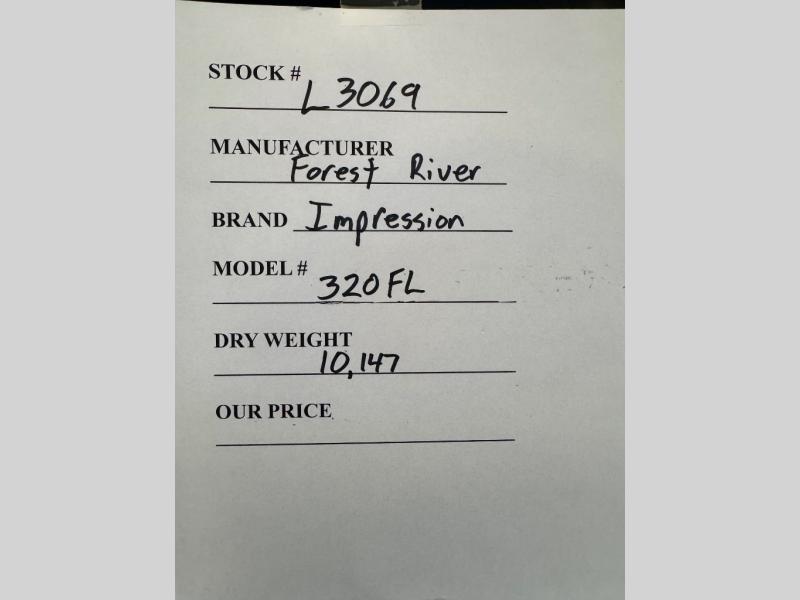 STOCK #
L3069
MANUFACTURER
Forest River
BRAND Impression
MODEL #
320FL
DRY WEIGHT
10,147
OUR PRICE